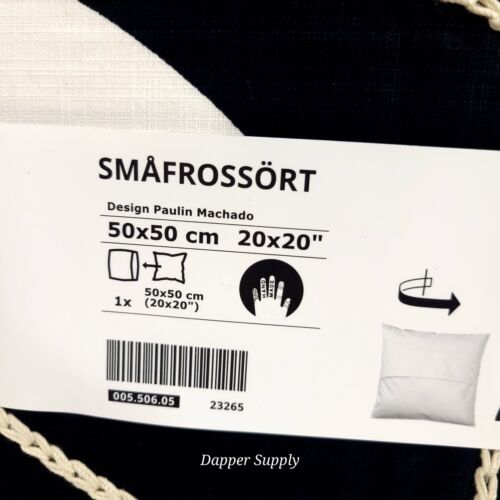 SMÅFROSSÖRT
Design Paulin Machado
50x50 cm 20x20"
1x
50x50 cm
(20x20")
005.506.05
23265
Dapper Supply